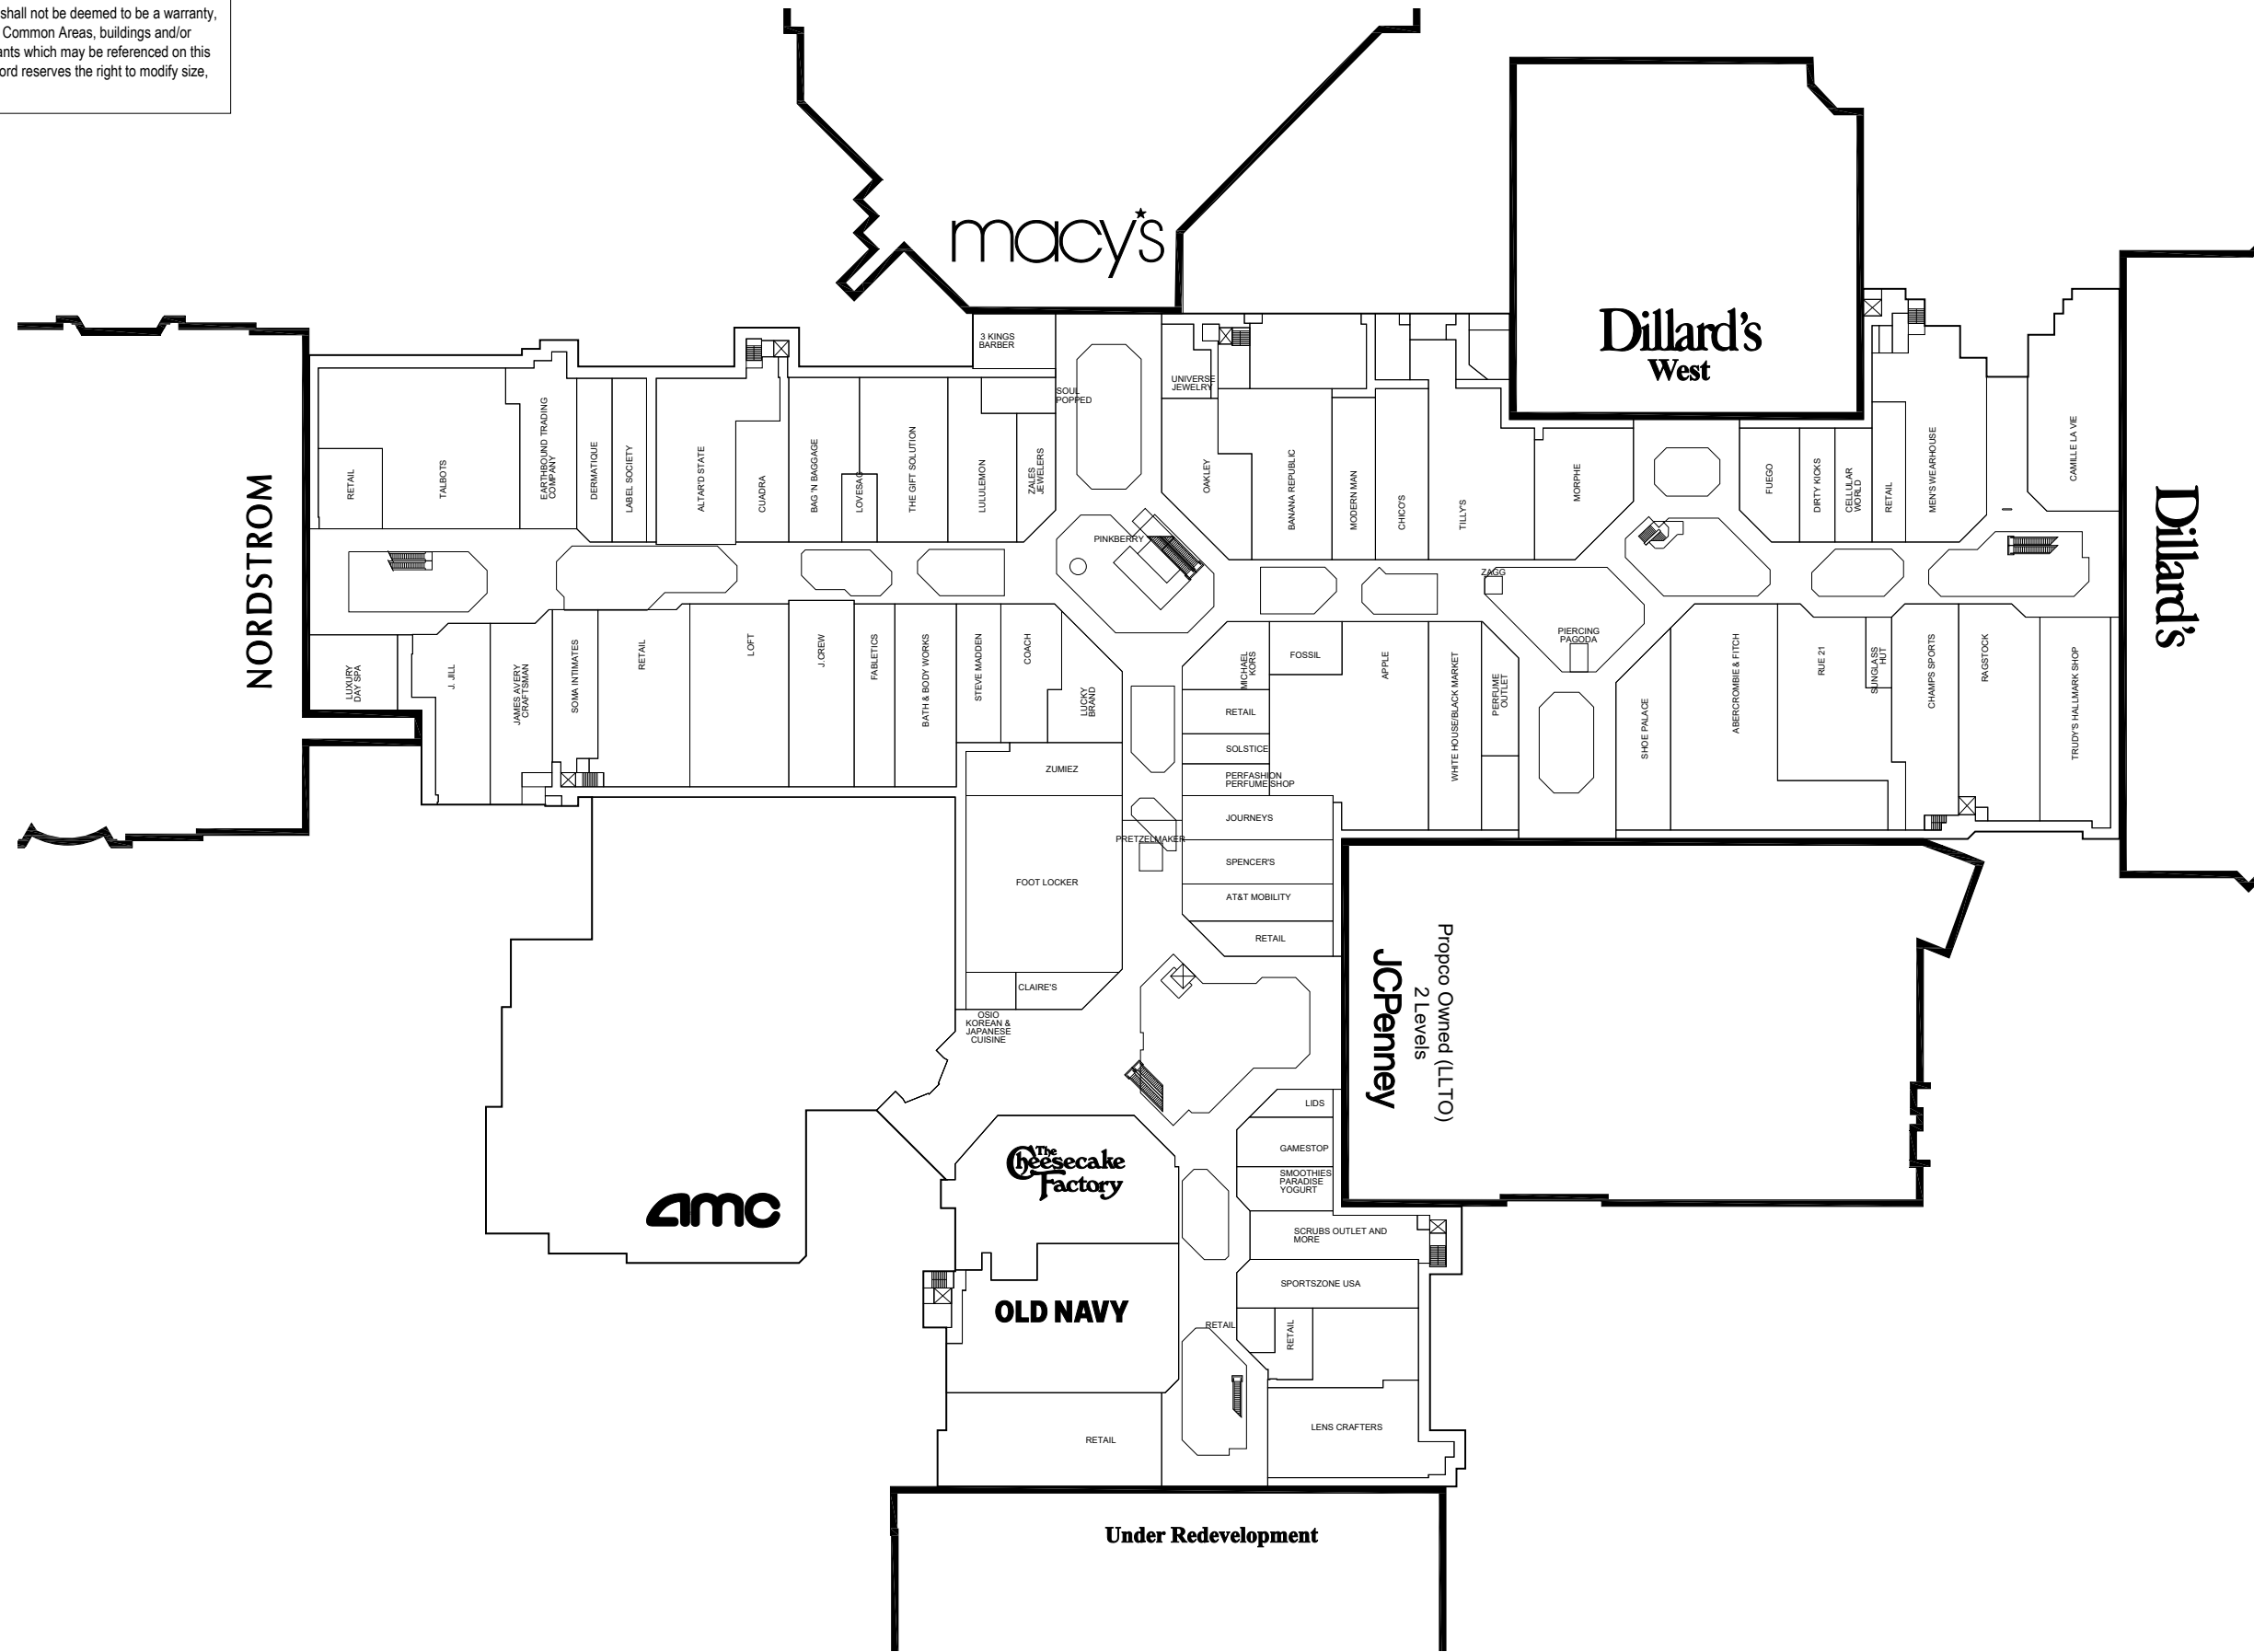 shall not be deemed to be a warranty,
Common Areas, buildings and/or
ants which may be referenced on this
ord reserves the right to modify size,
macy's
Dillard's
West
Dillard's
NORDSTROM
3 KINGS
BARBER
SOUL
POPPED
UNIVERSE
JEWELRY
RETAIL
TALBOTS
EARTHBOUND TRADING
COMPANY
DERMATIQUE
LABEL SOCIETY
ALTAR'D STATE
CUADRA
BAG 'N BAGGAGE
LOVESAC
THE GIFT SOLUTION
LULULEMON
ZALES
JEWELERS
OAKLEY
BANANA REPUBLIC
MODERN MAN
CHICO'S
TILLY'S
MORPHE
FUEGO
DIRTY KICKS
CELLULAR
WORLD
RETAIL
MEN'S WEARHOUSE
CAMILLE LA VIE
PINKBERRY
ZAGG
PIERCING
PAGODA
LUXURY
DAY SPA
J. JILL
JAMES AVERY
CRAFTSMAN
SOMA INTIMATES
RETAIL
LOFT
J.CREW
FABLETICS
BATH & BODY WORKS
STEVE MADDEN
COACH
LUCKY
BRAND
MICHAEL
KORS
FOSSIL
APPLE
WHITE HOUSE/BLACK MARKET
PERFUME
OUTLET
SHOE PALACE
ABERCROMBIE & FITCH
RUE 21
SUNGLASS
HUT
CHAMPS SPORTS
RAGSTOCK
TRUDY'S HALLMARK SHOP
RETAIL
SOLSTICE
PERFASHION
PERFUME SHOP
ZUMIEZ
JOURNEYS
PRETZELMAKER
SPENCER'S
FOOT LOCKER
AT&T MOBILITY
RETAIL
CLAIRE'S
OSIO
KOREAN &
JAPANESE
CUISINE
Propco Owned (LLTO)
2 Levels
JCPenney
LIDS
GAMESTOP
SMOOTHIES
PARADISE
YOGURT
The
Cheesecake
Factory
amc
SCRUBS OUTLET AND
MORE
SPORTSZONE USA
OLD NAVY
RETAIL
RETAIL
RETAIL
LENS CRAFTERS
Under Redevelopment